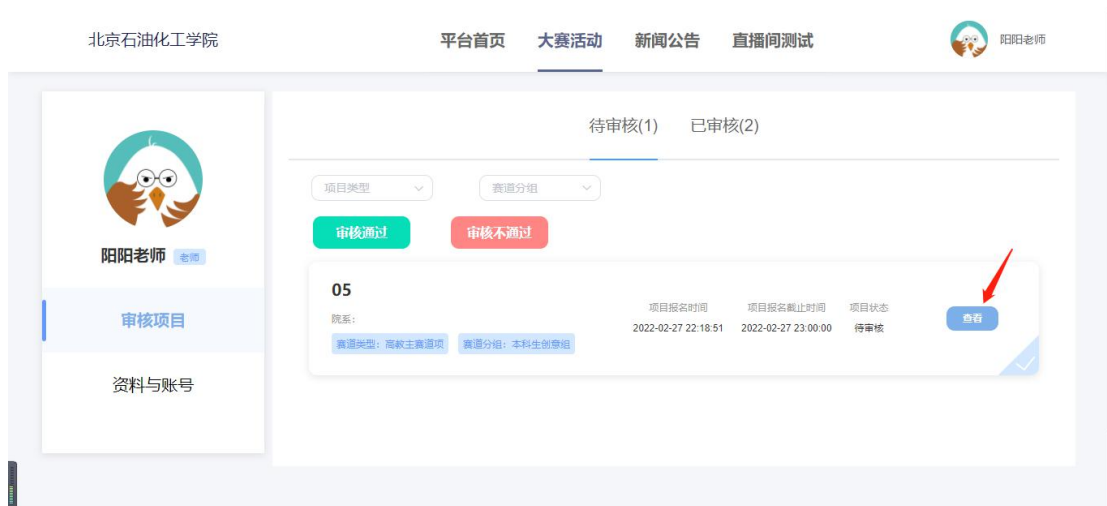 北京石油化工学院 平台首页 大赛活动 新闻公告 直播间测试 阳阳老师
待审核(1) 已审核(2)
项目类型 赛道分组
审核通过 审核不通过
阳阳老师 老师
审核项目
资料与账号
05
院系:
赛道类型: 高教主赛道项 赛道分组: 本科生创意组
项目报名时间 项目报名截止时间 项目状态
2022-02-27 22:18:51 2022-02-27 23:00:00 待审核
查看